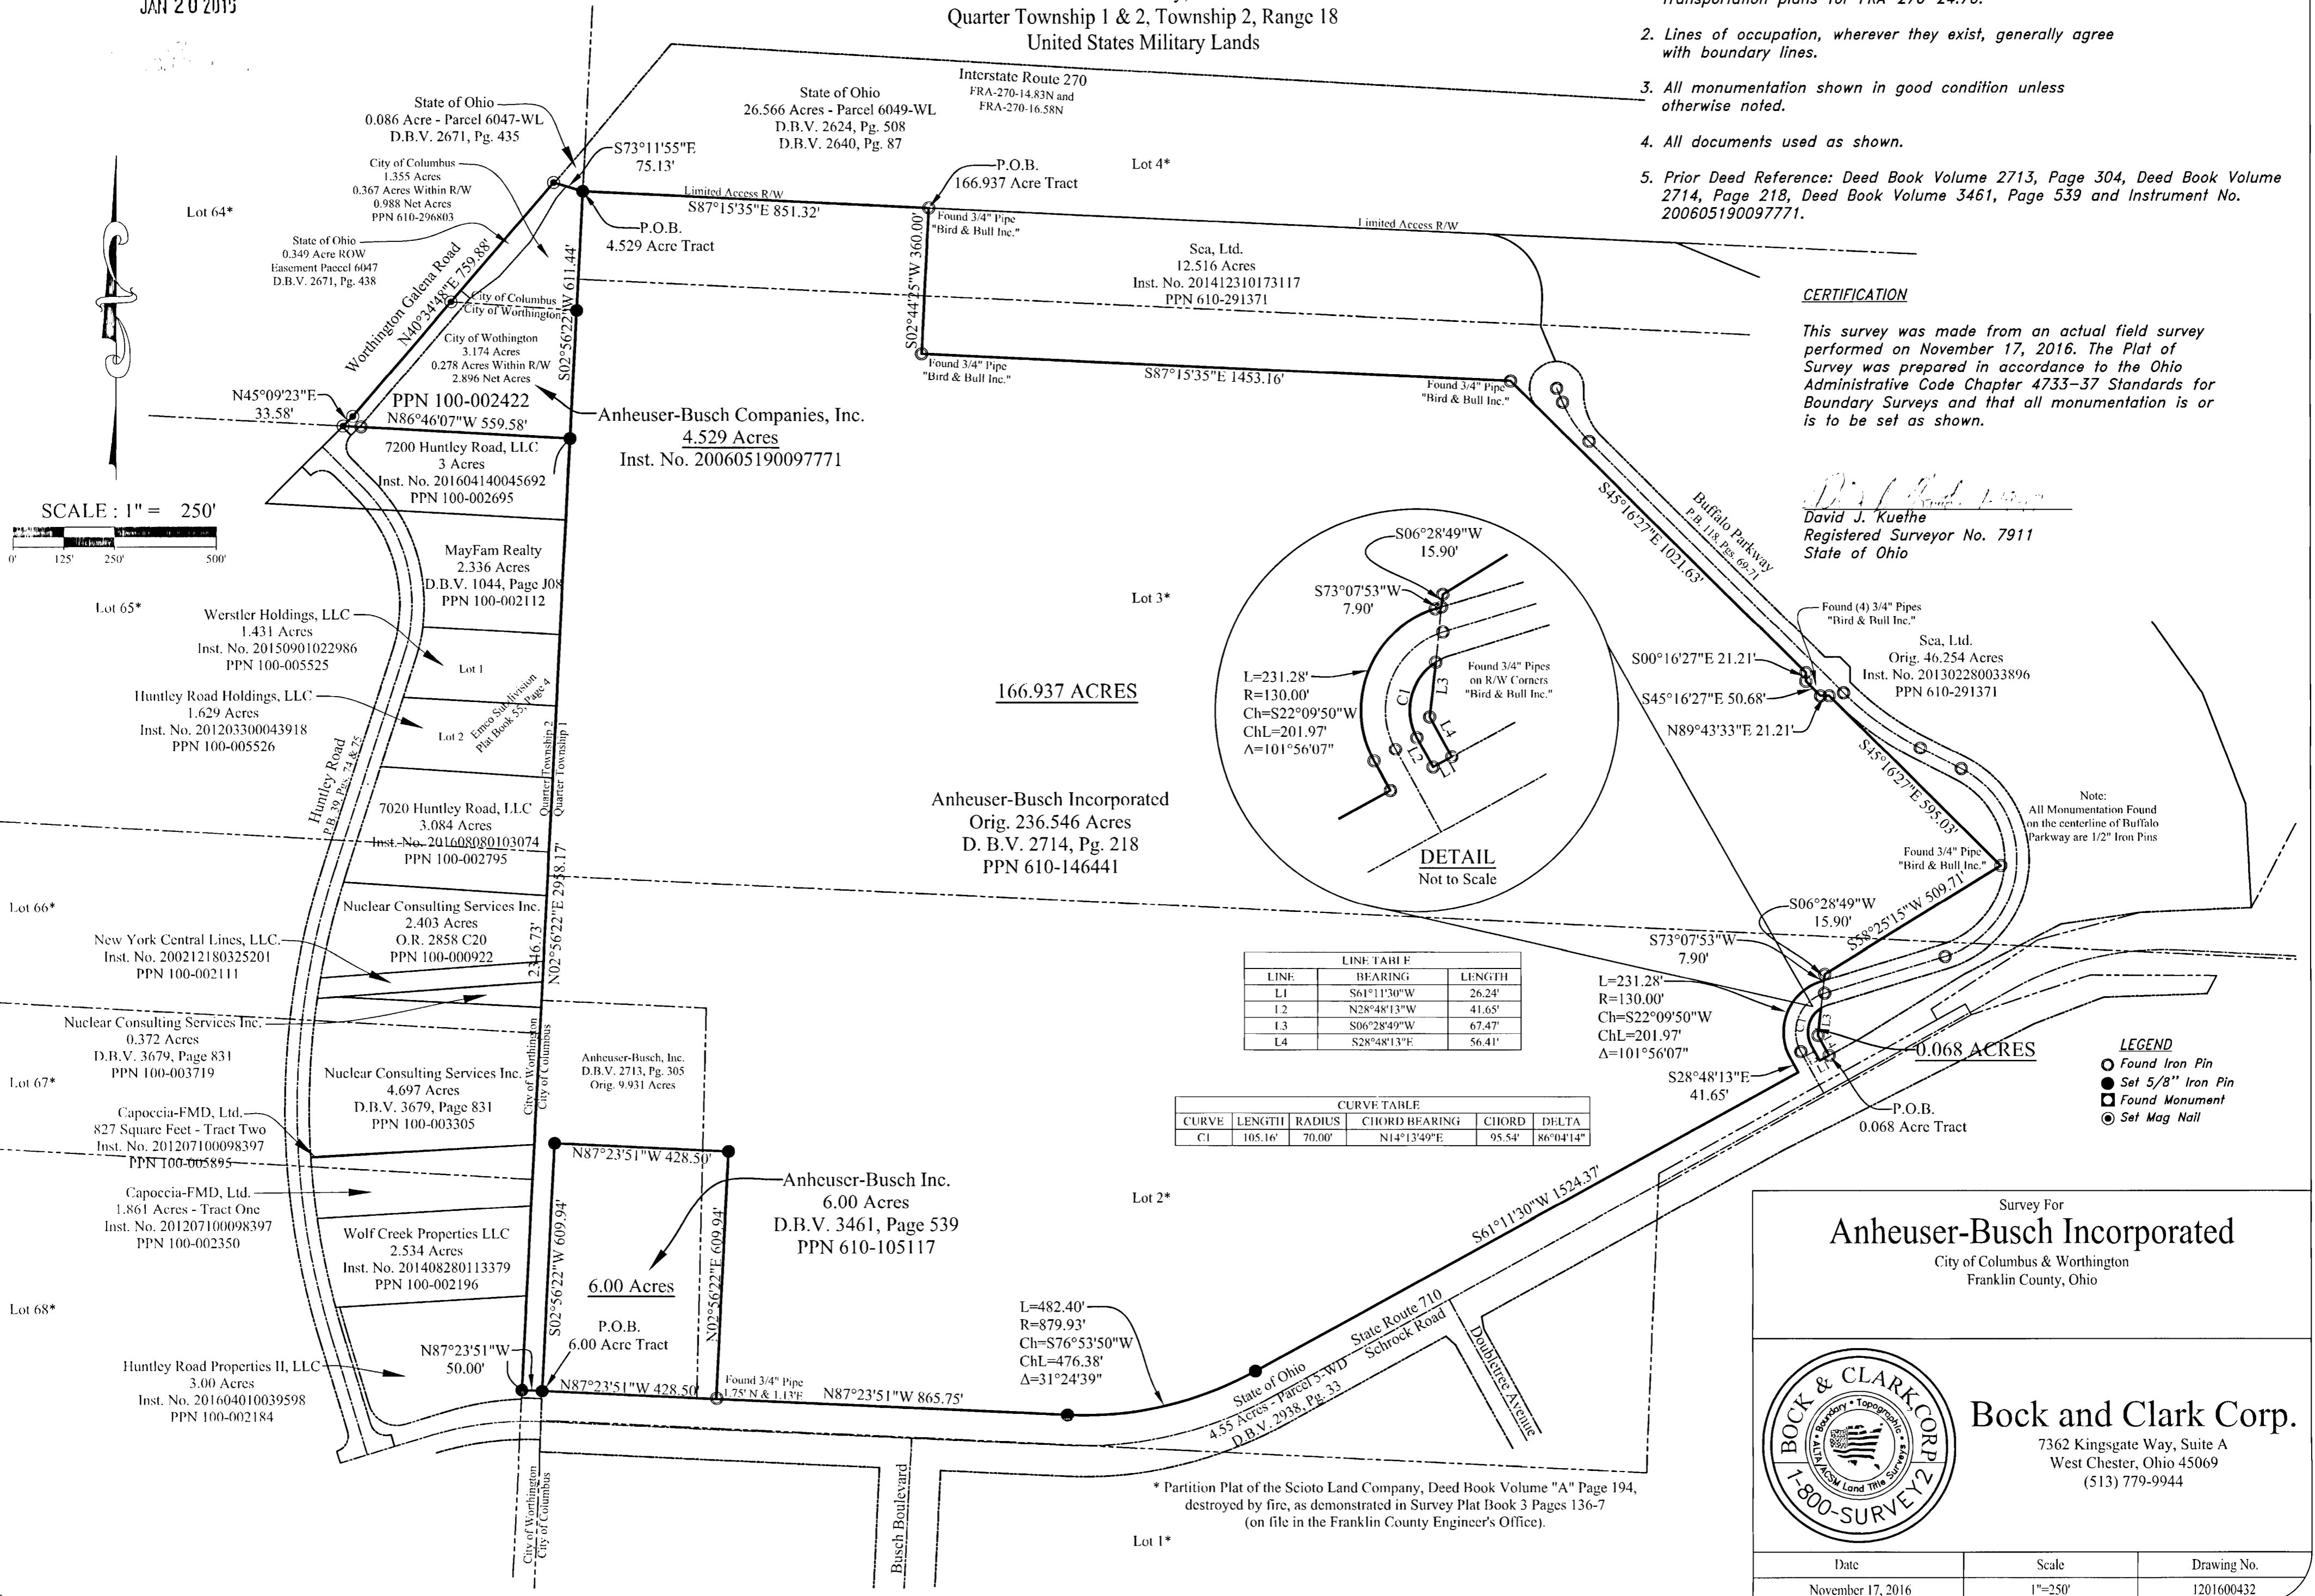 JAN 20 2015
Quarter Township 1 & 2, Township 2, Range 18
United States Military Lands
2. Lines of occupation, wherever they exist, generally agree
with boundary lines.
3. All monumentation shown in good condition unless
otherwise noted.
4. All documents used as shown.
5. Prior Deed Reference: Deed Book Volume 2713, Page 304, Deed Book Volume
2714, Page 218, Deed Book Volume 3461, Page 539 and Instrument No.
200605190097771.
CERTIFICATION
This survey was made from an actual field survey
performed on November 17, 2016. The Plat of
Survey was prepared in accordance to the Ohio
Administrative Code Chapter 4733-37 Standards for
Boundary Surveys and that all monumentation is or
is to be set as shown.
David J. Kuethe
Registered Surveyor No. 7911
State of Ohio
Interstate Route 270
FRA-270-14.83N and
FRA-270-16.58N
State of Ohio
26.566 Acres - Parcel 6049-WL
D.B.V. 2624, Pg. 508
D.B.V. 2640, Pg. 87
State of Ohio
0.086 Acre - Parcel 6047-WL
D.B.V. 2671, Pg. 435
City of Columbus
1.355 Acres
0.367 Acres Within R/W
0.988 Net Acres
PPN 610-296803
State of Ohio
0.349 Acre ROW
Easement Paecel 6047
D.B.V. 2671, Pg. 438
Lot 64*
S73°11'55"E
75.13'
P.O.B.
166.937 Acre Tract
Lot 4*
Limited Access R/W
S87°15'35"E 851.32'
Found 3/4" Pipe
"Bird & Bull Inc."
Limited Access R/W
P.O.B.
4.529 Acre Tract
Sea, Ltd.
12.516 Acres
Inst. No. 201412310173117
PPN 610-291371
S02°44'25"W 360.00'
Worthington Galena Road
N40°34'48"E 759.88'
S02°56'22"W 611.44'
City of Columbus
City of Worthington
City of Wothington
3.174 Acres
0.278 Acres Within R/W
2.896 Net Acres
PPN 100-002422
N86°46'07"W 559.58'
N45°09'23"E
33.58'
Found 3/4" Pipe
"Bird & Bull Inc."
S87°15'35"E 1453.16'
Found 3/4" Pipe
"Bird & Bull Inc."
Anheuser-Busch Companies, Inc.
4.529 Acres
Inst. No. 200605190097771
7200 Huntley Road, LLC
3 Acres
Inst. No. 201604140045692
PPN 100-002695
SCALE : 1" = 250'
0' 125' 250' 500'
MayFam Realty
2.336 Acres
D.B.V. 1044, Page J08
PPN 100-002112
Lot 65*
Werstler Holdings, LLC
1.431 Acres
Inst. No. 20150901022986
PPN 100-005525
Lot 1
Huntley Road Holdings, LLC
1.629 Acres
Inst. No. 201203300043918
PPN 100-005526
Lot 2
Emco Subdivision
Plat Book 55, Page 4
Quarter Township 2
Quarter Township 1
Huntley Road
P.B. 39, Pgs. 74 & 75
7020 Huntley Road, LLC
3.084 Acres
Inst. No. 201608080103074
PPN 100-002795
N02°56'22"E 2958.17'
2346.73'
Lot 3*
166.937 ACRES
Anheuser-Busch Incorporated
Orig. 236.546 Acres
D. B.V. 2714, Pg. 218
PPN 610-146441
S06°28'49"W
15.90'
S73°07'53"W
7.90'
L=231.28'
R=130.00'
Ch=S22°09'50"W
ChL=201.97'
Δ=101°56'07"
C1
L3
L4
L2
L1
Found 3/4" Pipes
on R/W Corners
"Bird & Bull Inc."
DETAIL
Not to Scale
S45°16'27"E 1021.63'
Buffalo Parkway
P.B. 118, Pgs. 69-71
Found (4) 3/4" Pipes
"Bird & Bull Inc."
S00°16'27"E 21.21'
S45°16'27"E 50.68'
N89°43'33"E 21.21'
Sea, Ltd.
Orig. 46.254 Acres
Inst. No. 201302280033896
PPN 610-291371
S45°16'27"E 595.03'
Note:
All Monumentation Found
on the centerline of Buffalo
Parkway are 1/2" Iron Pins
Found 3/4" Pipe
"Bird & Bull Inc."
S58°25'15"W 509.71'
S06°28'49"W
15.90'
S73°07'53"W
7.90'
L=231.28'
R=130.00'
Ch=S22°09'50"W
ChL=201.97'
Δ=101°56'07"
C1
L3
S28°48'13"E
41.65'
0.068 ACRES
P.O.B.
0.068 Acre Tract
LEGEND
Found Iron Pin
Set 5/8" Iron Pin
Found Monument
Set Mag Nail
Lot 66*
Nuclear Consulting Services Inc.
2.403 Acres
O.R. 2858 C20
PPN 100-000922
New York Central Lines, LLC.
Inst. No. 200212180325201
PPN 100-002111
Nuclear Consulting Services Inc.
0.372 Acres
D.B.V. 3679, Page 831
PPN 100-003719
Lot 67*
Nuclear Consulting Services Inc.
4.697 Acres
D.B.V. 3679, Page 831
PPN 100-003305
City of Worthington
City of Columbus
Anheuser-Busch, Inc.
D.B.V. 2713, Pg. 305
Orig. 9.931 Acres
Capoccia-FMD, Ltd.
827 Square Feet - Tract Two
Inst. No. 201207100098397
PPN 100-005895
Capoccia-FMD, Ltd.
1.861 Acres - Tract One
Inst. No. 201207100098397
PPN 100-002350
Wolf Creek Properties LLC
2.534 Acres
Inst. No. 201408280113379
PPN 100-002196
Lot 68*
Huntley Road Properties II, LLC
3.00 Acres
Inst. No. 201604010039598
PPN 100-002184
LINE TABLE
LINE BEARING LENGTH
L1 S61°11'30"W 26.24'
L2 N28°48'13"W 41.65'
L3 S06°28'49"W 67.47'
L4 S28°48'13"E 56.41'
CURVE TABLE
CURVE LENGTH RADIUS CHORD BEARING CHORD DELTA
C1 105.16' 70.00' N14°13'49"E 95.54' 86°04'14"
N87°23'51"W 428.50'
S02°56'22"W 609.94'
N02°56'22"E 609.94'
Anheuser-Busch Inc.
6.00 Acres
D.B.V. 3461, Page 539
PPN 610-105117
6.00 Acres
P.O.B.
6.00 Acre Tract
N87°23'51"W
50.00'
N87°23'51"W 428.50'
Found 3/4" Pipe
1.75' N & 1.13'E
N87°23'51"W 865.75'
Lot 2*
L=482.40'
R=879.93'
Ch=S76°53'50"W
ChL=476.38'
Δ=31°24'39"
S61°11'30"W 1524.37'
State Route 710
Schrock Road
State of Ohio
4.55 Acres - Parcel 5-WD
D.B.V. 2938, Pg. 33
Doubletree Avenue
Busch Boulevard
City of Worthington
City of Columbus
* Partition Plat of the Scioto Land Company, Deed Book Volume "A" Page 194,
destroyed by fire, as demonstrated in Survey Plat Book 3 Pages 136-7
(on file in the Franklin County Engineer's Office).
Lot 1*
Survey For
Anheuser-Busch Incorporated
City of Columbus & Worthington
Franklin County, Ohio
BOCK & CLARK CORP
Boundary • Topographic • ALTA/ACSM Land Title Surveys
1-800-SURVEY2
Bock and Clark Corp.
7362 Kingsgate Way, Suite A
West Chester, Ohio 45069
(513) 779-9944
Date Scale Drawing No.
November 17, 2016 1"=250' 1201600432